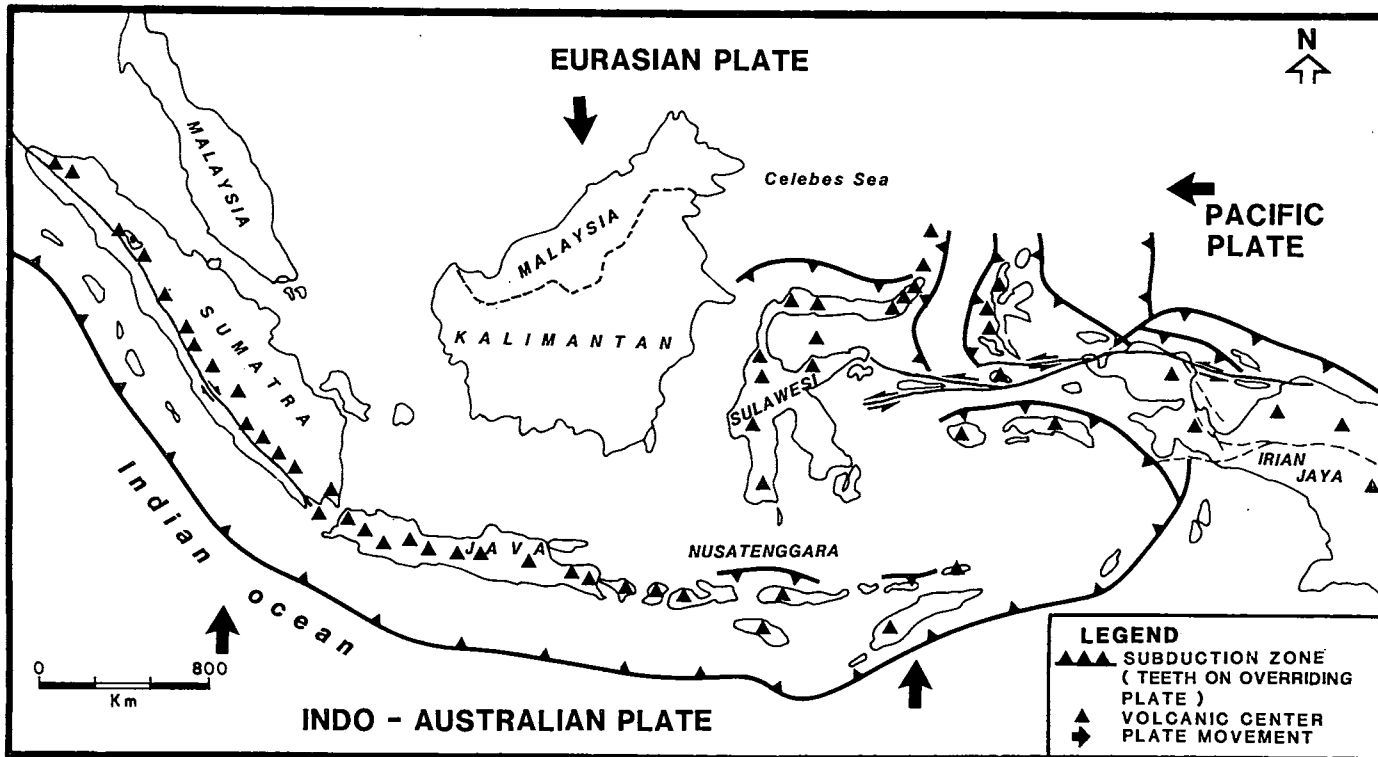 EURASIAN PLATE
N
MALAYSIA
Celebes Sea
PACIFIC
PLATE
MALAYSIA
SUMATRA
KALIMANTAN
SULAWESI
IRIAN
JAYA
JAVA
NUSATENGGARA
Indian ocean
0 800
Km
INDO - AUSTRALIAN PLATE
LEGEND
SUBDUCTION ZONE
( TEETH ON OVERRIDING
PLATE )
VOLCANIC CENTER
PLATE MOVEMENT